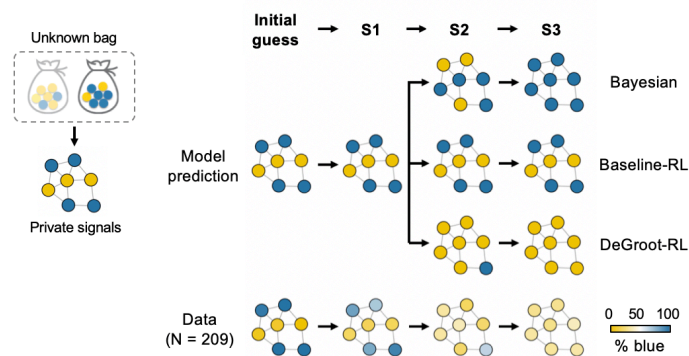 Unknown bag
Private signals
Initial guess
S1
S2
S3
Model prediction
Bayesian
Baseline-RL
DeGroot-RL
Data (N = 209)
0 50 100
% blue